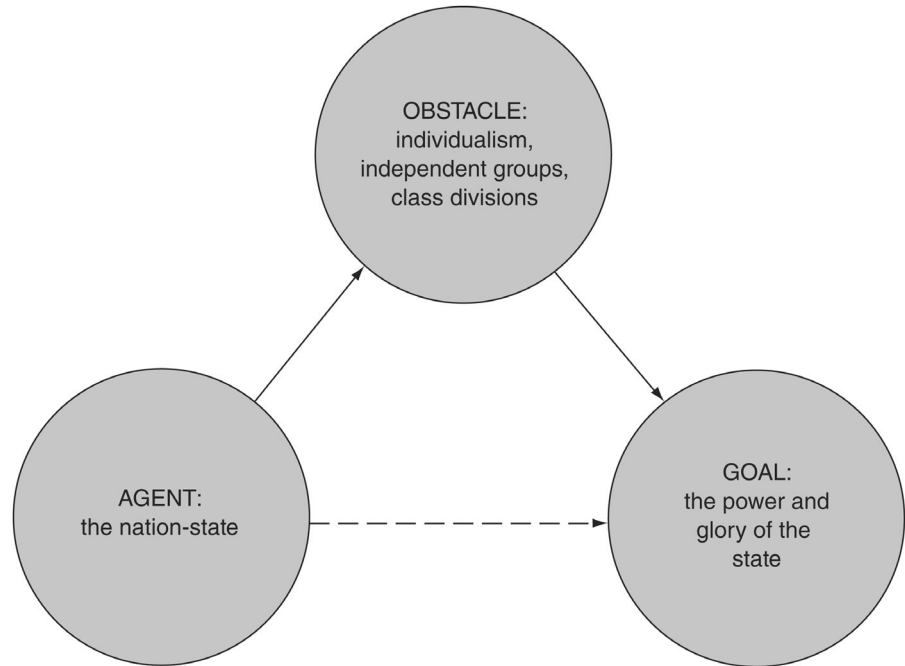 OBSTACLE:
individualism,
independent groups,
class divisions
AGENT:
the nation-state
GOAL:
the power and
glory of the
state